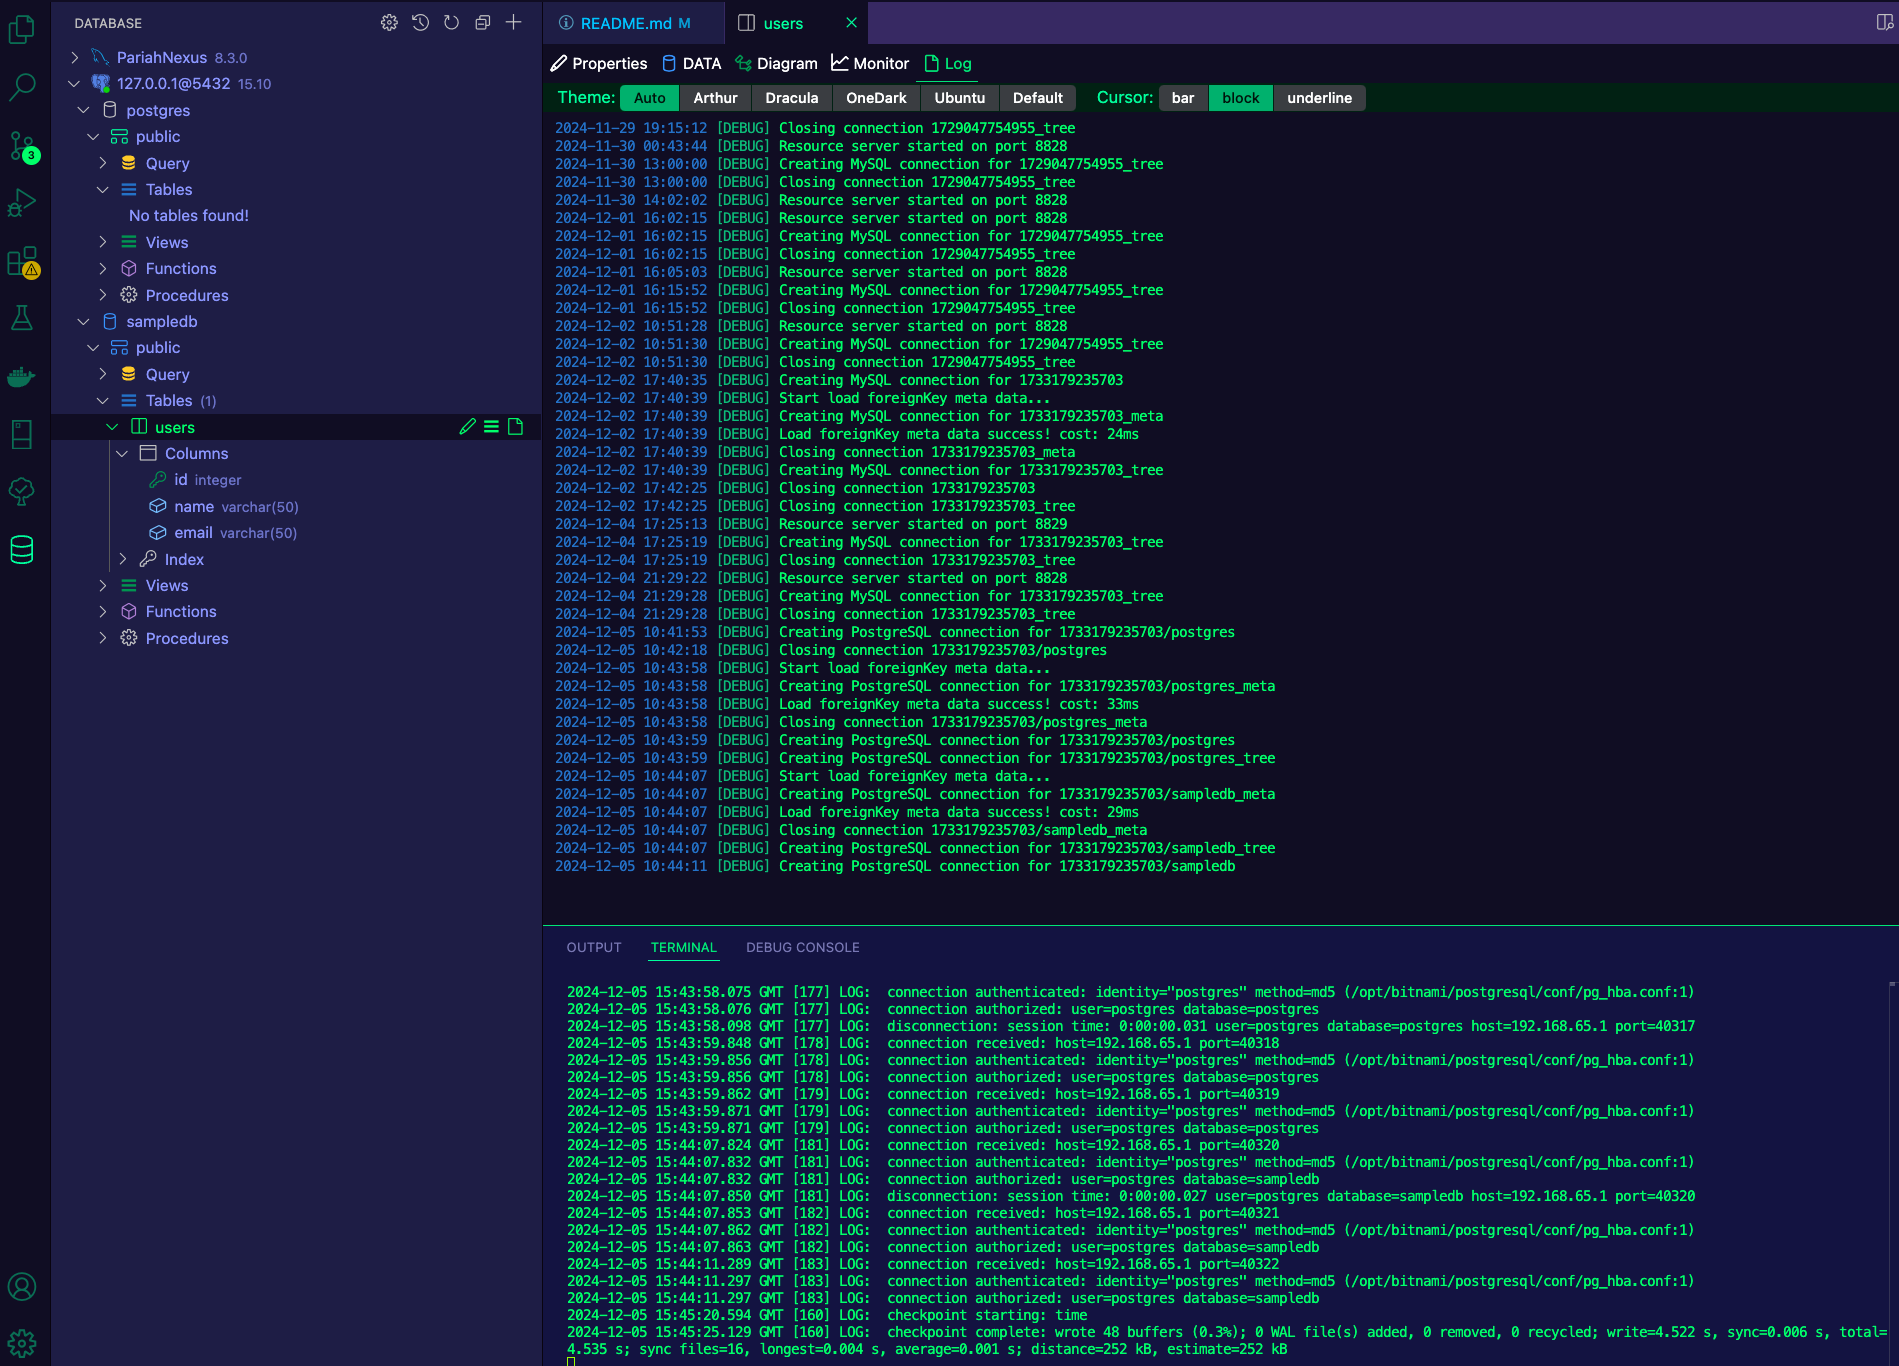 DATABASE
PariahNexus 8.3.0
127.0.0.1@5432 15.10
postgres
public
Query
Tables
No tables found!
Views
Functions
Procedures
sampledb
public
Query
Tables (1)
users
Columns
id integer
name varchar(50)
email varchar(50)
Index
Views
Functions
Procedures
3
README.md M
users
Properties DATA Diagram Monitor Log
Theme: Auto Arthur Dracula OneDark Ubuntu Default Cursor: bar block underline
2024-11-29 19:15:12 [DEBUG] Closing connection 1729047754955_tree
2024-11-30 00:43:44 [DEBUG] Resource server started on port 8828
2024-11-30 13:00:00 [DEBUG] Creating MySQL connection for 1729047754955_tree
2024-11-30 13:00:00 [DEBUG] Closing connection 1729047754955_tree
2024-11-30 14:02:02 [DEBUG] Resource server started on port 8828
2024-12-01 16:02:15 [DEBUG] Resource server started on port 8828
2024-12-01 16:02:15 [DEBUG] Creating MySQL connection for 1729047754955_tree
2024-12-01 16:02:15 [DEBUG] Closing connection 1729047754955_tree
2024-12-01 16:05:03 [DEBUG] Resource server started on port 8828
2024-12-01 16:15:52 [DEBUG] Creating MySQL connection for 1729047754955_tree
2024-12-01 16:15:52 [DEBUG] Closing connection 1729047754955_tree
2024-12-02 10:51:28 [DEBUG] Resource server started on port 8828
2024-12-02 10:51:30 [DEBUG] Creating MySQL connection for 1729047754955_tree
2024-12-02 10:51:30 [DEBUG] Closing connection 1729047754955_tree
2024-12-02 17:40:35 [DEBUG] Creating MySQL connection for 1733179235703
2024-12-02 17:40:39 [DEBUG] Start load foreignKey meta data...
2024-12-02 17:40:39 [DEBUG] Creating MySQL connection for 1733179235703_meta
2024-12-02 17:40:39 [DEBUG] Load foreignKey meta data success! cost: 24ms
2024-12-02 17:40:39 [DEBUG] Closing connection 1733179235703_meta
2024-12-02 17:40:39 [DEBUG] Creating MySQL connection for 1733179235703_tree
2024-12-02 17:42:25 [DEBUG] Closing connection 1733179235703
2024-12-02 17:42:25 [DEBUG] Closing connection 1733179235703_tree
2024-12-04 17:25:13 [DEBUG] Resource server started on port 8829
2024-12-04 17:25:19 [DEBUG] Creating MySQL connection for 1733179235703_tree
2024-12-04 17:25:19 [DEBUG] Closing connection 1733179235703_tree
2024-12-04 21:29:22 [DEBUG] Resource server started on port 8828
2024-12-04 21:29:28 [DEBUG] Creating MySQL connection for 1733179235703_tree
2024-12-04 21:29:28 [DEBUG] Closing connection 1733179235703_tree
2024-12-05 10:41:53 [DEBUG] Creating PostgreSQL connection for 1733179235703/postgres
2024-12-05 10:42:18 [DEBUG] Closing connection 1733179235703/postgres
2024-12-05 10:43:58 [DEBUG] Start load foreignKey meta data...
2024-12-05 10:43:58 [DEBUG] Creating PostgreSQL connection for 1733179235703/postgres_meta
2024-12-05 10:43:58 [DEBUG] Load foreignKey meta data success! cost: 33ms
2024-12-05 10:43:58 [DEBUG] Closing connection 1733179235703/postgres_meta
2024-12-05 10:43:59 [DEBUG] Creating PostgreSQL connection for 1733179235703/postgres
2024-12-05 10:43:59 [DEBUG] Creating PostgreSQL connection for 1733179235703/postgres_tree
2024-12-05 10:44:07 [DEBUG] Start load foreignKey meta data...
2024-12-05 10:44:07 [DEBUG] Creating PostgreSQL connection for 1733179235703/sampledb_meta
2024-12-05 10:44:07 [DEBUG] Load foreignKey meta data success! cost: 29ms
2024-12-05 10:44:07 [DEBUG] Closing connection 1733179235703/sampledb_meta
2024-12-05 10:44:07 [DEBUG] Creating PostgreSQL connection for 1733179235703/sampledb_tree
2024-12-05 10:44:11 [DEBUG] Creating PostgreSQL connection for 1733179235703/sampledb
OUTPUT TERMINAL DEBUG CONSOLE
2024-12-05 15:43:58.075 GMT [177] LOG:  connection authenticated: identity="postgres" method=md5 (/opt/bitnami/postgresql/conf/pg_hba.conf:1)
2024-12-05 15:43:58.076 GMT [177] LOG:  connection authorized: user=postgres database=postgres
2024-12-05 15:43:58.098 GMT [177] LOG:  disconnection: session time: 0:00:00.031 user=postgres database=postgres host=192.168.65.1 port=40317
2024-12-05 15:43:59.848 GMT [178] LOG:  connection received: host=192.168.65.1 port=40318
2024-12-05 15:43:59.856 GMT [178] LOG:  connection authenticated: identity="postgres" method=md5 (/opt/bitnami/postgresql/conf/pg_hba.conf:1)
2024-12-05 15:43:59.856 GMT [178] LOG:  connection authorized: user=postgres database=postgres
2024-12-05 15:43:59.862 GMT [179] LOG:  connection received: host=192.168.65.1 port=40319
2024-12-05 15:43:59.871 GMT [179] LOG:  connection authenticated: identity="postgres" method=md5 (/opt/bitnami/postgresql/conf/pg_hba.conf:1)
2024-12-05 15:43:59.871 GMT [179] LOG:  connection authorized: user=postgres database=postgres
2024-12-05 15:44:07.824 GMT [181] LOG:  connection received: host=192.168.65.1 port=40320
2024-12-05 15:44:07.832 GMT [181] LOG:  connection authenticated: identity="postgres" method=md5 (/opt/bitnami/postgresql/conf/pg_hba.conf:1)
2024-12-05 15:44:07.832 GMT [181] LOG:  connection authorized: user=postgres database=sampledb
2024-12-05 15:44:07.850 GMT [181] LOG:  disconnection: session time: 0:00:00.027 user=postgres database=sampledb host=192.168.65.1 port=40320
2024-12-05 15:44:07.853 GMT [182] LOG:  connection received: host=192.168.65.1 port=40321
2024-12-05 15:44:07.862 GMT [182] LOG:  connection authenticated: identity="postgres" method=md5 (/opt/bitnami/postgresql/conf/pg_hba.conf:1)
2024-12-05 15:44:07.863 GMT [182] LOG:  connection authorized: user=postgres database=sampledb
2024-12-05 15:44:11.289 GMT [183] LOG:  connection received: host=192.168.65.1 port=40322
2024-12-05 15:44:11.297 GMT [183] LOG:  connection authenticated: identity="postgres" method=md5 (/opt/bitnami/postgresql/conf/pg_hba.conf:1)
2024-12-05 15:44:11.297 GMT [183] LOG:  connection authorized: user=postgres database=sampledb
2024-12-05 15:45:20.594 GMT [160] LOG:  checkpoint starting: time
2024-12-05 15:45:25.129 GMT [160] LOG:  checkpoint complete: wrote 48 buffers (0.3%); 0 WAL file(s) added, 0 removed, 0 recycled; write=4.522 s, sync=0.006 s, total=
4.535 s; sync files=16, longest=0.004 s, average=0.001 s; distance=252 kB, estimate=252 kB